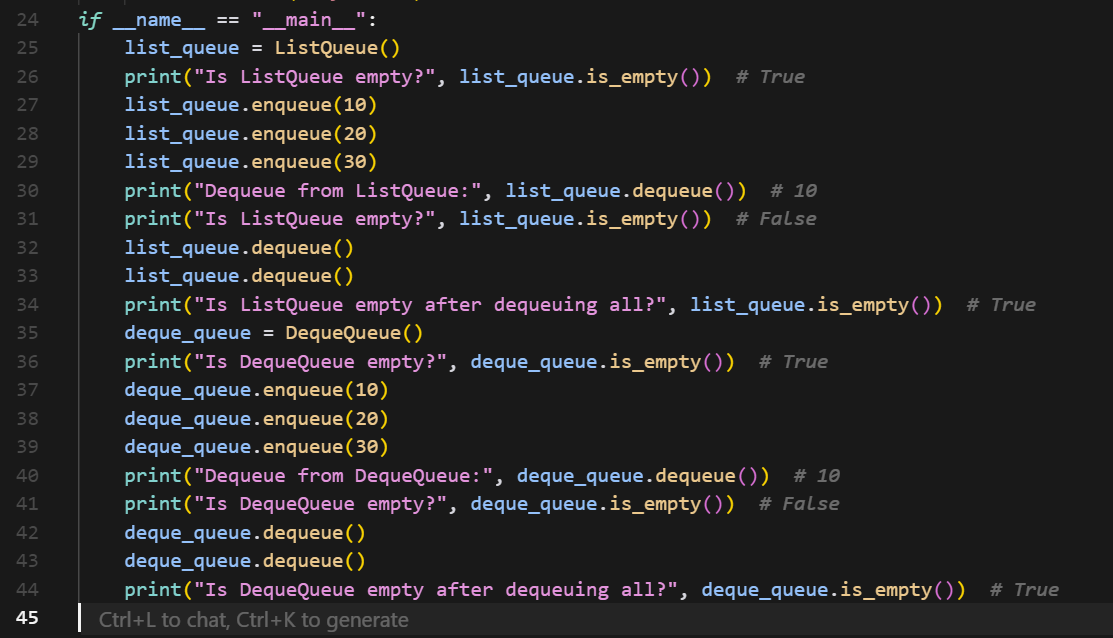 24 if __name__ == "__main__":
25     list_queue = ListQueue()
26     print("Is ListQueue empty?", list_queue.is_empty())  # True
27     list_queue.enqueue(10)
28     list_queue.enqueue(20)
29     list_queue.enqueue(30)
30     print("Dequeue from ListQueue:", list_queue.dequeue())  # 10
31     print("Is ListQueue empty?", list_queue.is_empty())  # False
32     list_queue.dequeue()
33     list_queue.dequeue()
34     print("Is ListQueue empty after dequeuing all?", list_queue.is_empty())  # True
35     deque_queue = DequeQueue()
36     print("Is DequeQueue empty?", deque_queue.is_empty())  # True
37     deque_queue.enqueue(10)
38     deque_queue.enqueue(20)
39     deque_queue.enqueue(30)
40     print("Dequeue from DequeQueue:", deque_queue.dequeue())  # 10
41     print("Is DequeQueue empty?", deque_queue.is_empty())  # False
42     deque_queue.dequeue()
43     deque_queue.dequeue()
44     print("Is DequeQueue empty after dequeuing all?", deque_queue.is_empty())  # True
45 Ctrl+L to chat, Ctrl+K to generate